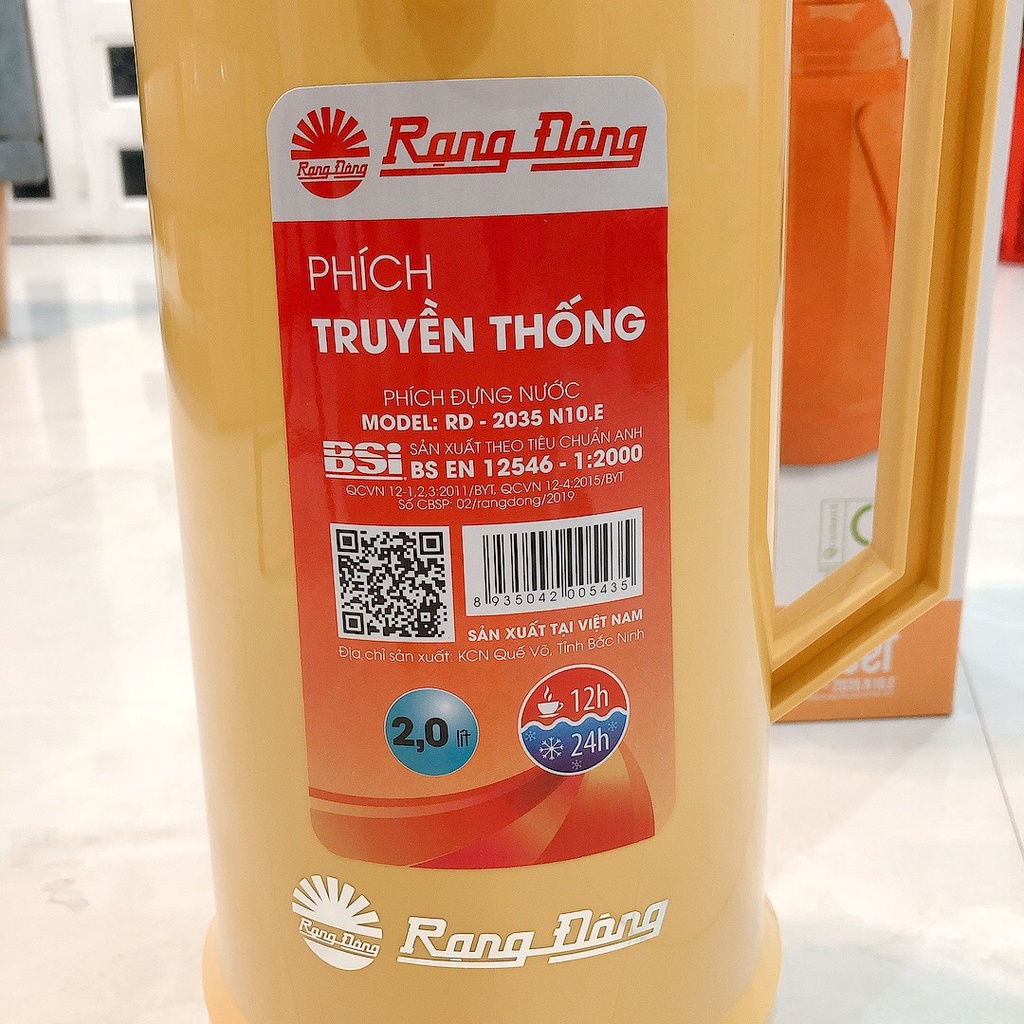 Rạng Đông
Rạng Đông
PHÍCH
TRUYỀN THỐNG
PHÍCH ĐỰNG NƯỚC
MODEL: RD - 2035 N10.E
BSi
SẢN XUẤT THEO TIÊU CHUẨN ANH
BS EN 12546 - 1:2000
QCVN 12-1,2,3:2011/BYT, QCVN 12-4:2015/BYT
Số CBSP: 02/rangdong/2019
8 935042 005435
SẢN XUẤT TẠI VIỆT NAM
Địa chỉ sản xuất: KCN Quế Võ, Tỉnh Bắc Ninh
2,0 lít
12h
24h
Rạng Đông
Rạng Đông
2035 N10.E